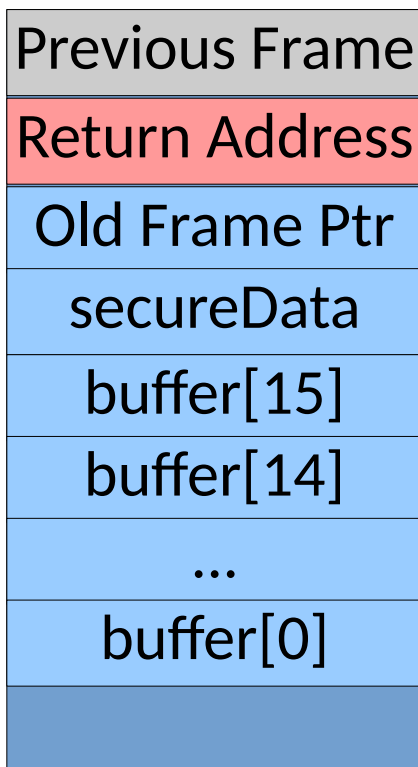 Previous Frame
Return Address
Old Frame Ptr
secureData
buffer[15]
buffer[14]
...
buffer[0]